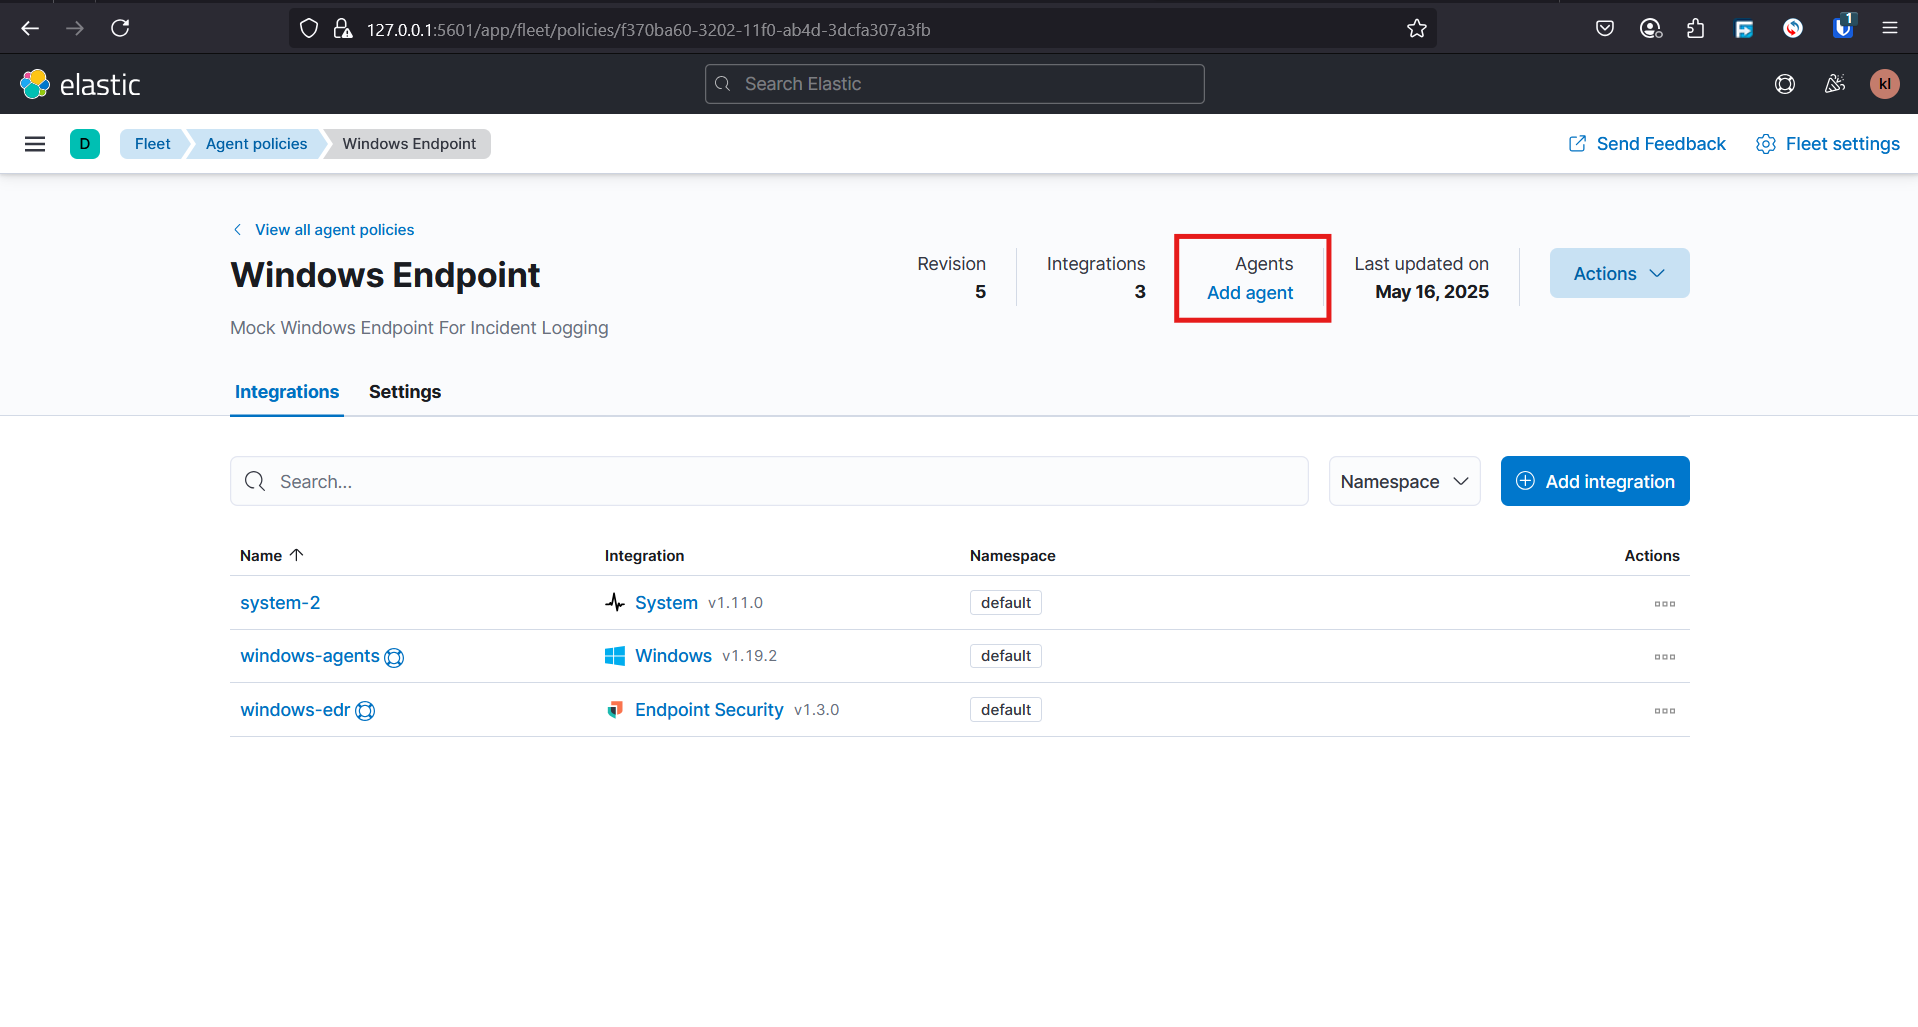 127.0.0.1:5601/app/fleet/policies/f370ba60-3202-11f0-ab4d-3dcfa307a3fb
1
elastic
Search Elastic
kl
D
Fleet
Agent policies
Windows Endpoint
Send Feedback
Fleet settings
View all agent policies
Windows Endpoint
Mock Windows Endpoint For Incident Logging
Revision
5
Integrations
3
Agents
Add agent
Last updated on
May 16, 2025
Actions
Integrations
Settings
Search...
Namespace
Add integration
Name
Integration
Namespace
Actions
system-2
System v1.11.0
default
windows-agents
Windows v1.19.2
default
windows-edr
Endpoint Security v1.3.0
default